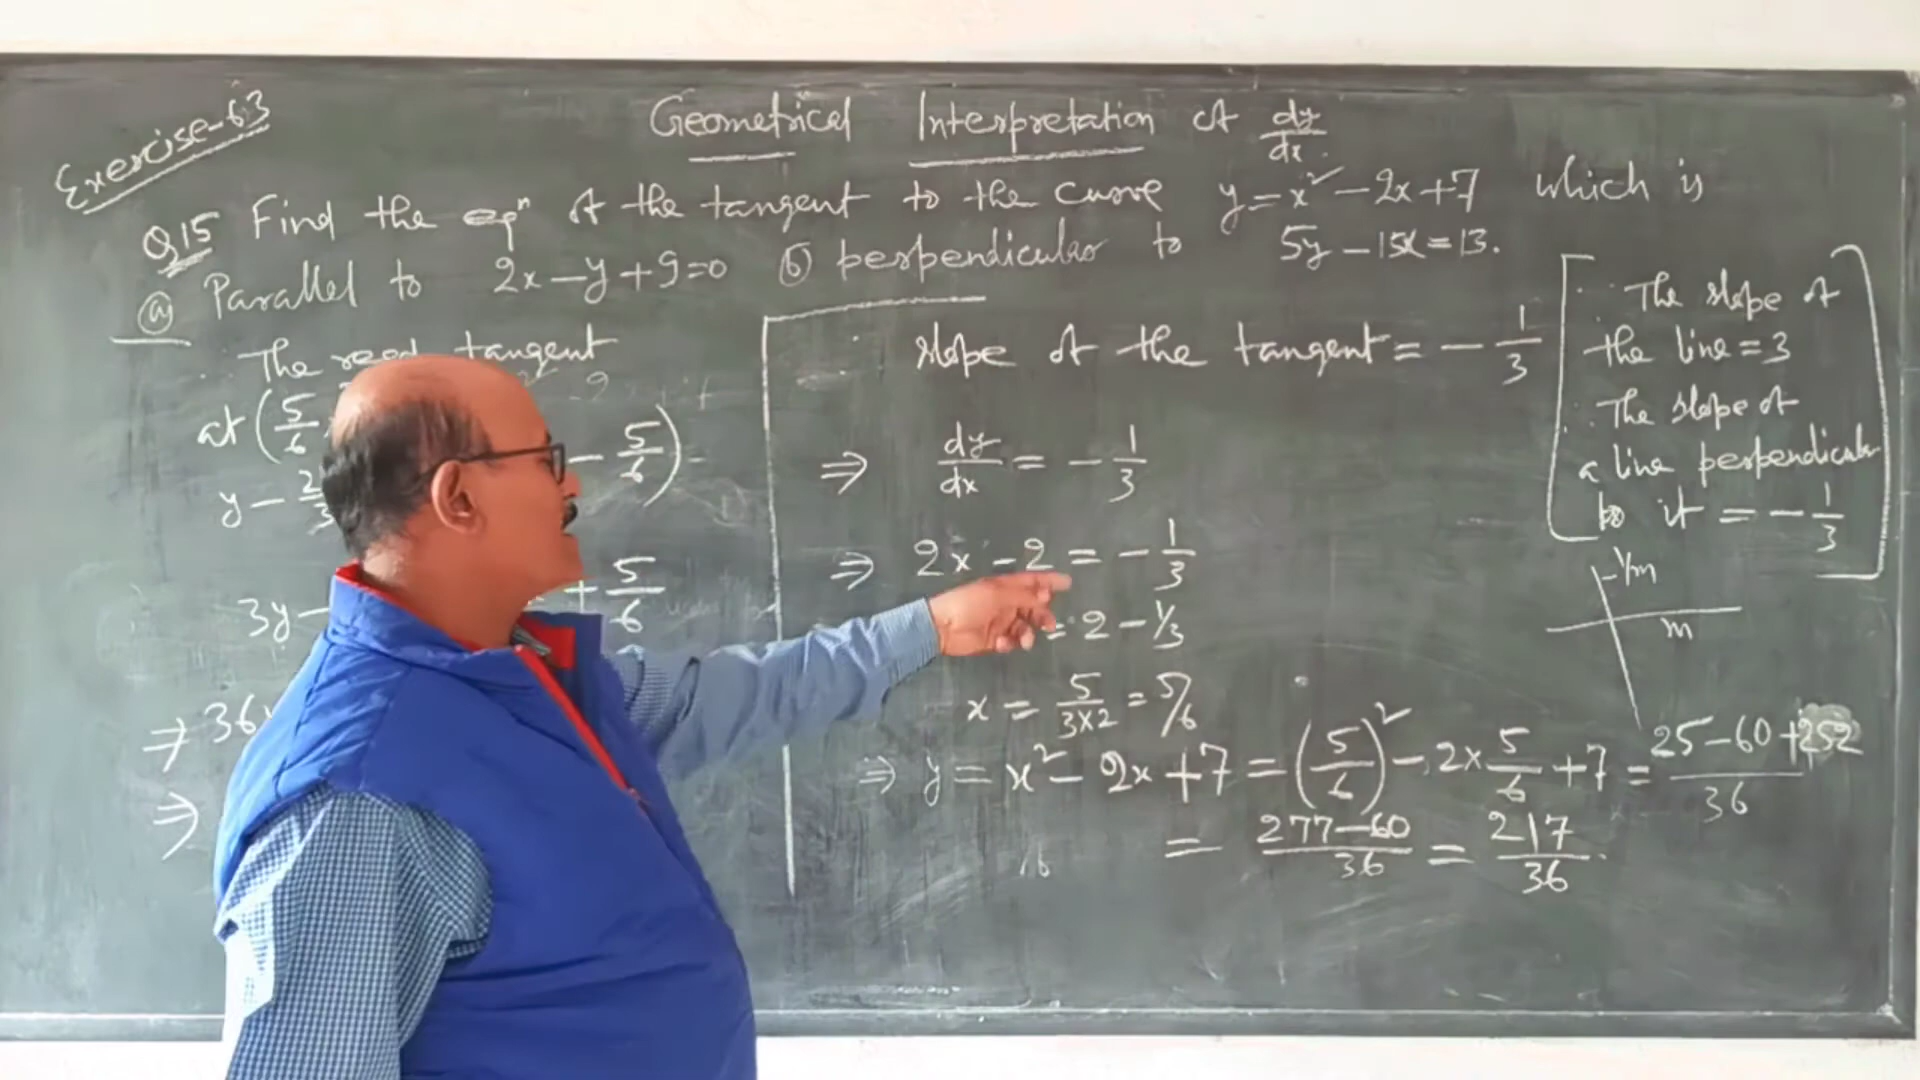 Exercise-6.3
Geometrical Interpretation of dy/dx.
Q15 Find the eqⁿ of the tangent to the curve y = x² - 2x + 7 which is
(a) Parallel to 2x - y + 9 = 0 (b) perpendicular to 5y - 15x = 13.
∴ The reqd tangent
at (5/6,
- 5/6)
y - 2
+ 5/6
3y -
⇒ 36
⇒
∴ slope of the tangent = - 1/3
⇒ dy/dx = - 1/3
⇒ 2x - 2 = - 1/3
= 2 - 1/3
x = 5/3×2 = 5/6
⇒ y = x² - 2x + 7 = (5/6)² - 2×5/6 + 7 = 25-60+252/36
= 277-60/36 = 217/36.
∵ The slope of
the line = 3
∴ The slope of
a line perpendicular
to it = - 1/3
-1/m
m